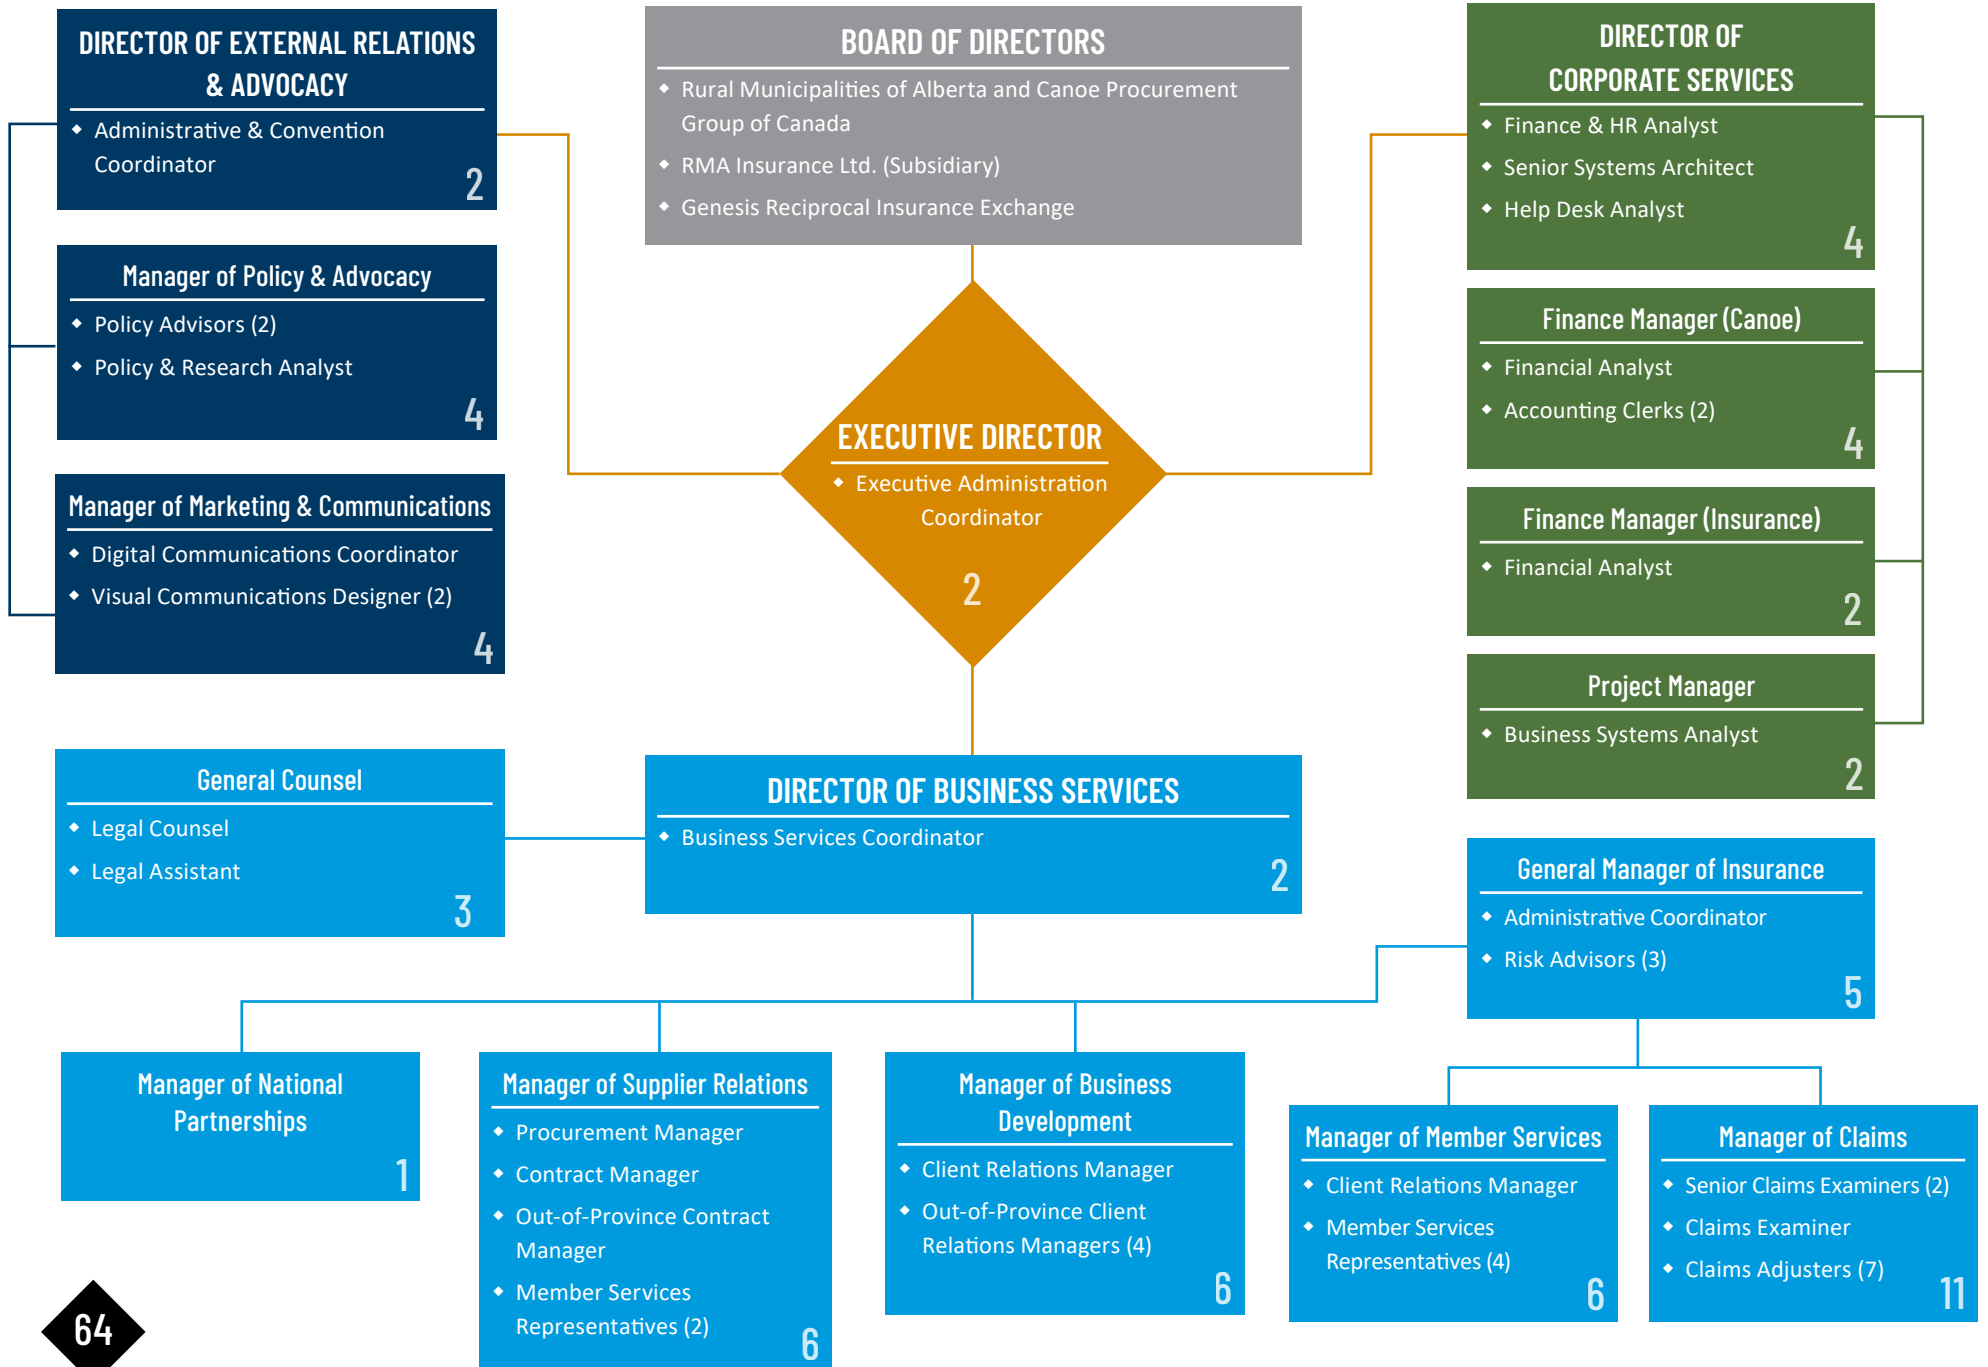 DIRECTOR OF EXTERNAL RELATIONS
& ADVOCACY
Administrative & Convention
Coordinator
2
Manager of Policy & Advocacy
Policy Advisors (2)
Policy & Research Analyst
4
Manager of Marketing & Communications
Digital Communications Coordinator
Visual Communications Designer (2)
4
BOARD OF DIRECTORS
Rural Municipalities of Alberta and Canoe Procurement
Group of Canada
RMA Insurance Ltd. (Subsidiary)
Genesis Reciprocal Insurance Exchange
EXECUTIVE DIRECTOR
Executive Administration
Coordinator
2
DIRECTOR OF
CORPORATE SERVICES
Finance & HR Analyst
Senior Systems Architect
Help Desk Analyst
4
Finance Manager (Canoe)
Financial Analyst
Accounting Clerks (2)
4
Finance Manager (Insurance)
Financial Analyst
2
Project Manager
Business Systems Analyst
2
General Counsel
Legal Counsel
Legal Assistant
3
DIRECTOR OF BUSINESS SERVICES
Business Services Coordinator
2
General Manager of Insurance
Administrative Coordinator
Risk Advisors (3)
5
Manager of National
Partnerships
1
Manager of Supplier Relations
Procurement Manager
Contract Manager
Out-of-Province Contract
Manager
Member Services
Representatives (2)
6
Manager of Business
Development
Client Relations Manager
Out-of-Province Client
Relations Managers (4)
6
Manager of Member Services
Client Relations Manager
Member Services
Representatives (4)
6
Manager of Claims
Senior Claims Examiners (2)
Claims Examiner
Claims Adjusters (7)
11
64